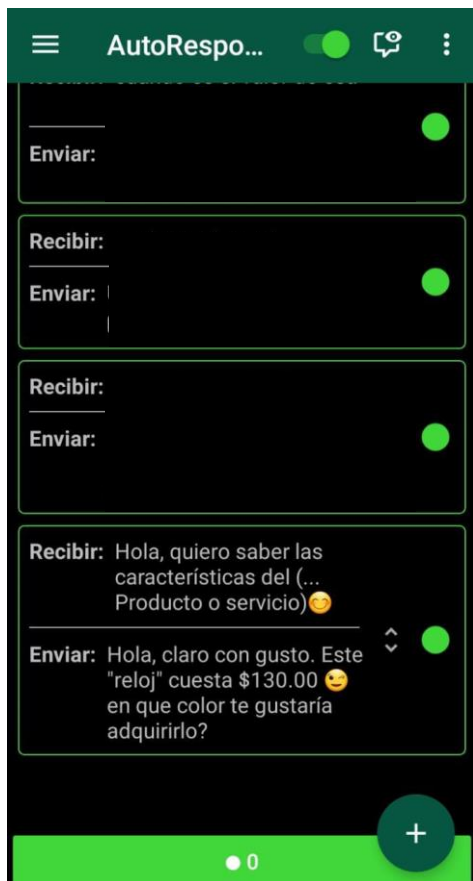 AutoRespo...
Enviar:
Recibir:
Enviar:
Recibir:
Enviar:
Recibir: Hola, quiero saber las
características del (...
Producto o servicio)😊
Enviar: Hola, claro con gusto. Este
"reloj" cuesta $130.00 😉
en que color te gustaría
adquirirlo?
+
0